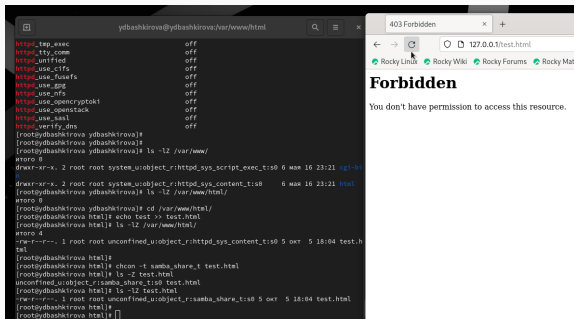 ydbashkirova@ydbashkirova:/var/www/html
httpd_tmp_exec off
httpd_tty_comm off
httpd_unified off
httpd_use_cifs off
httpd_use_fusefs off
httpd_use_gpg off
httpd_use_nfs off
httpd_use_opencryptoki off
httpd_use_openstack off
httpd_use_sasl off
httpd_verify_dns off
[root@ydbashkirova ydbashkirova]#
[root@ydbashkirova ydbashkirova]#
[root@ydbashkirova ydbashkirova]# ls -lZ /var/www/
итого 0
drwxr-xr-x. 2 root root system_u:object_r:httpd_sys_script_exec_t:s0 6 мая 16 23:21 cgi-bi
n
drwxr-xr-x. 2 root root system_u:object_r:httpd_sys_content_t:s0 6 мая 16 23:21 html
[root@ydbashkirova ydbashkirova]# ls -lZ /var/www/html/
итого 0
[root@ydbashkirova ydbashkirova]# cd /var/www/html/
[root@ydbashkirova html]# echo test >> test.html
[root@ydbashkirova html]# ls -lZ /var/www/html/
итого 4
-rw-r--r--. 1 root root unconfined_u:object_r:httpd_sys_content_t:s0 5 окт 5 18:04 test.h
tml
[root@ydbashkirova html]#
[root@ydbashkirova html]# chcon -t samba_share_t test.html
[root@ydbashkirova html]# ls -Z test.html
unconfined_u:object_r:samba_share_t:s0 test.html
[root@ydbashkirova html]# ls -lZ test.html
-rw-r--r--. 1 root root unconfined_u:object_r:samba_share_t:s0 5 окт 5 18:04 test.html
[root@ydbashkirova html]#
[root@ydbashkirova html]#
403 Forbidden
127.0.0.1/test.html
Rocky Linux Rocky Wiki Rocky Forums Rocky Mat
Forbidden
You don't have permission to access this resource.